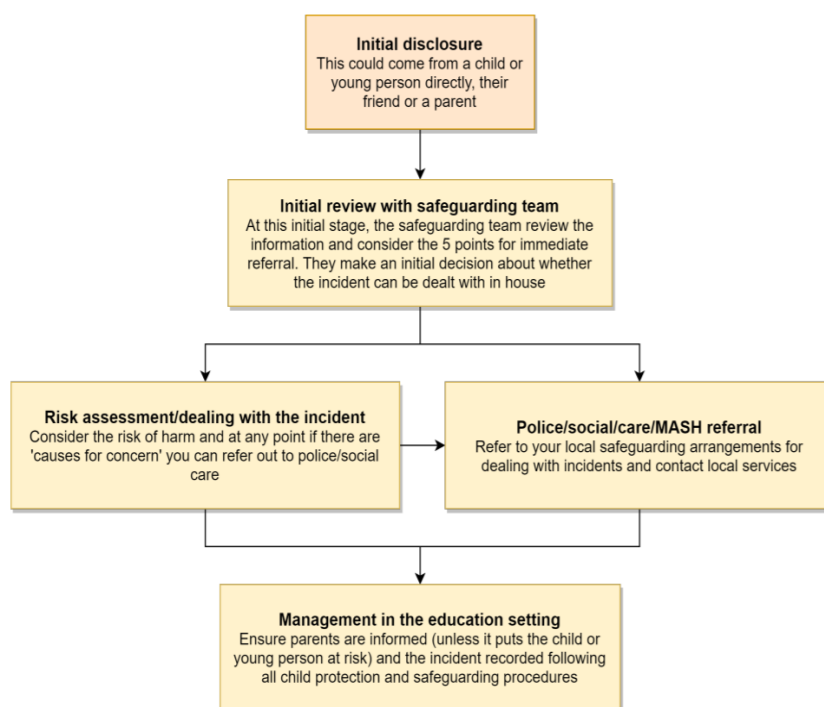 Initial disclosure
This could come from a child or
young person directly, their
friend or a parent
Initial review with safeguarding team
At this initial stage, the safeguarding team review the
information and consider the 5 points for immediate
referral. They make an initial decision about whether
the incident can be dealt with in house
Risk assessment/dealing with the incident
Consider the risk of harm and at any point if there are
'causes for concern' you can refer out to police/social
care
Police/social/care/MASH referral
Refer to your local safeguarding arrangements for
dealing with incidents and contact local services
Management in the education setting
Ensure parents are informed (unless it puts the child or
young person at risk) and the incident recorded following
all child protection and safeguarding procedures